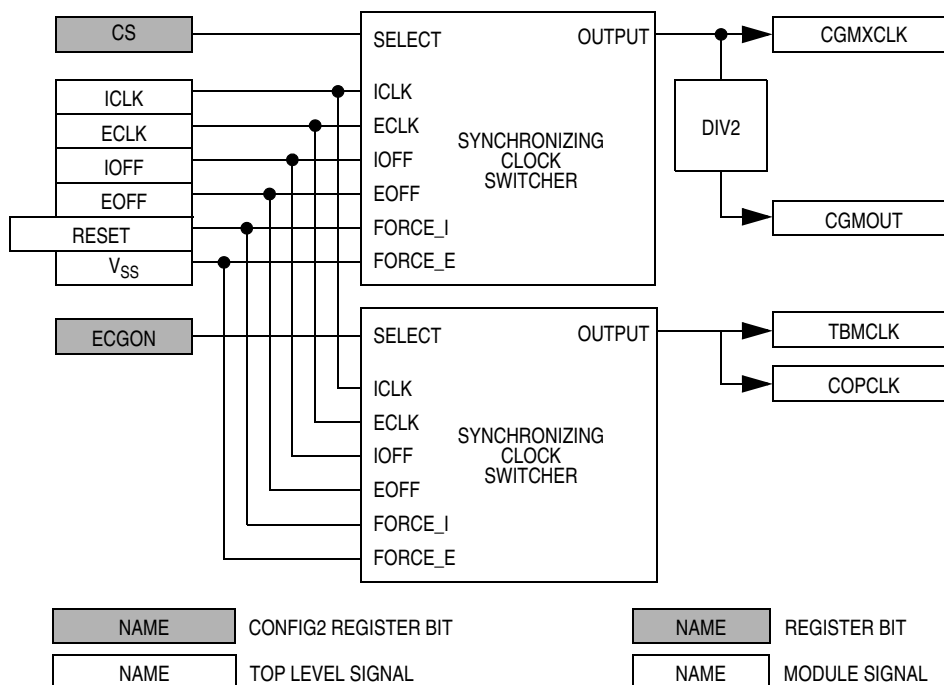 CS
ICLK
ECLK
IOFF
EOFF
RESET
VSS
SELECT
OUTPUT
ICLK
ECLK
IOFF
EOFF
FORCE_I
FORCE_E
SYNCHRONIZING
CLOCK
SWITCHER
DIV2
CGMXCLK
CGMOUT
ECGON
SELECT
OUTPUT
ICLK
ECLK
IOFF
EOFF
FORCE_I
FORCE_E
SYNCHRONIZING
CLOCK
SWITCHER
TBMCLK
COPCLK
NAME CONFIG2 REGISTER BIT
NAME REGISTER BIT
NAME TOP LEVEL SIGNAL
NAME MODULE SIGNAL